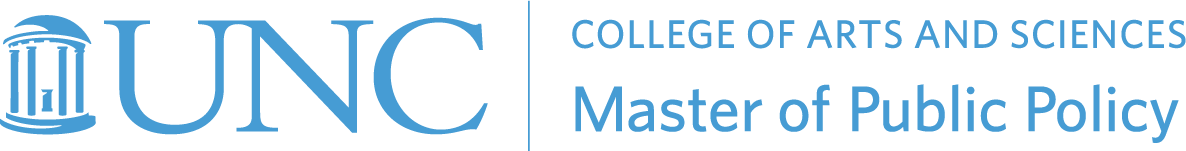 UNC
COLLEGE OF ARTS AND SCIENCES
Master of Public Policy